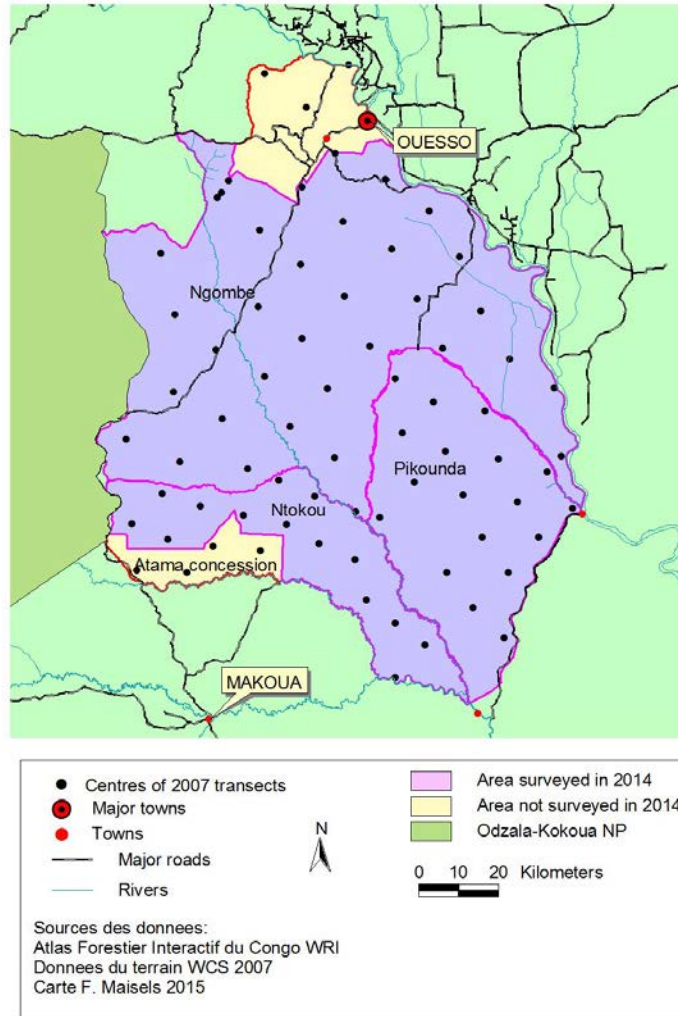 OUESSO
Ngombe
Pikounda
Ntokou
Atama concession
MAKOUA
Centres of 2007 transects
Major towns
Towns
Major roads
Rivers
N
Area surveyed in 2014
Area not surveyed in 2014
Odzala-Kokoua NP
0 10 20 Kilometers
Sources des donnees:
Atlas Forestier Interactif du Congo WRI
Donnees du terrain WCS 2007
Carte F. Maisels 2015